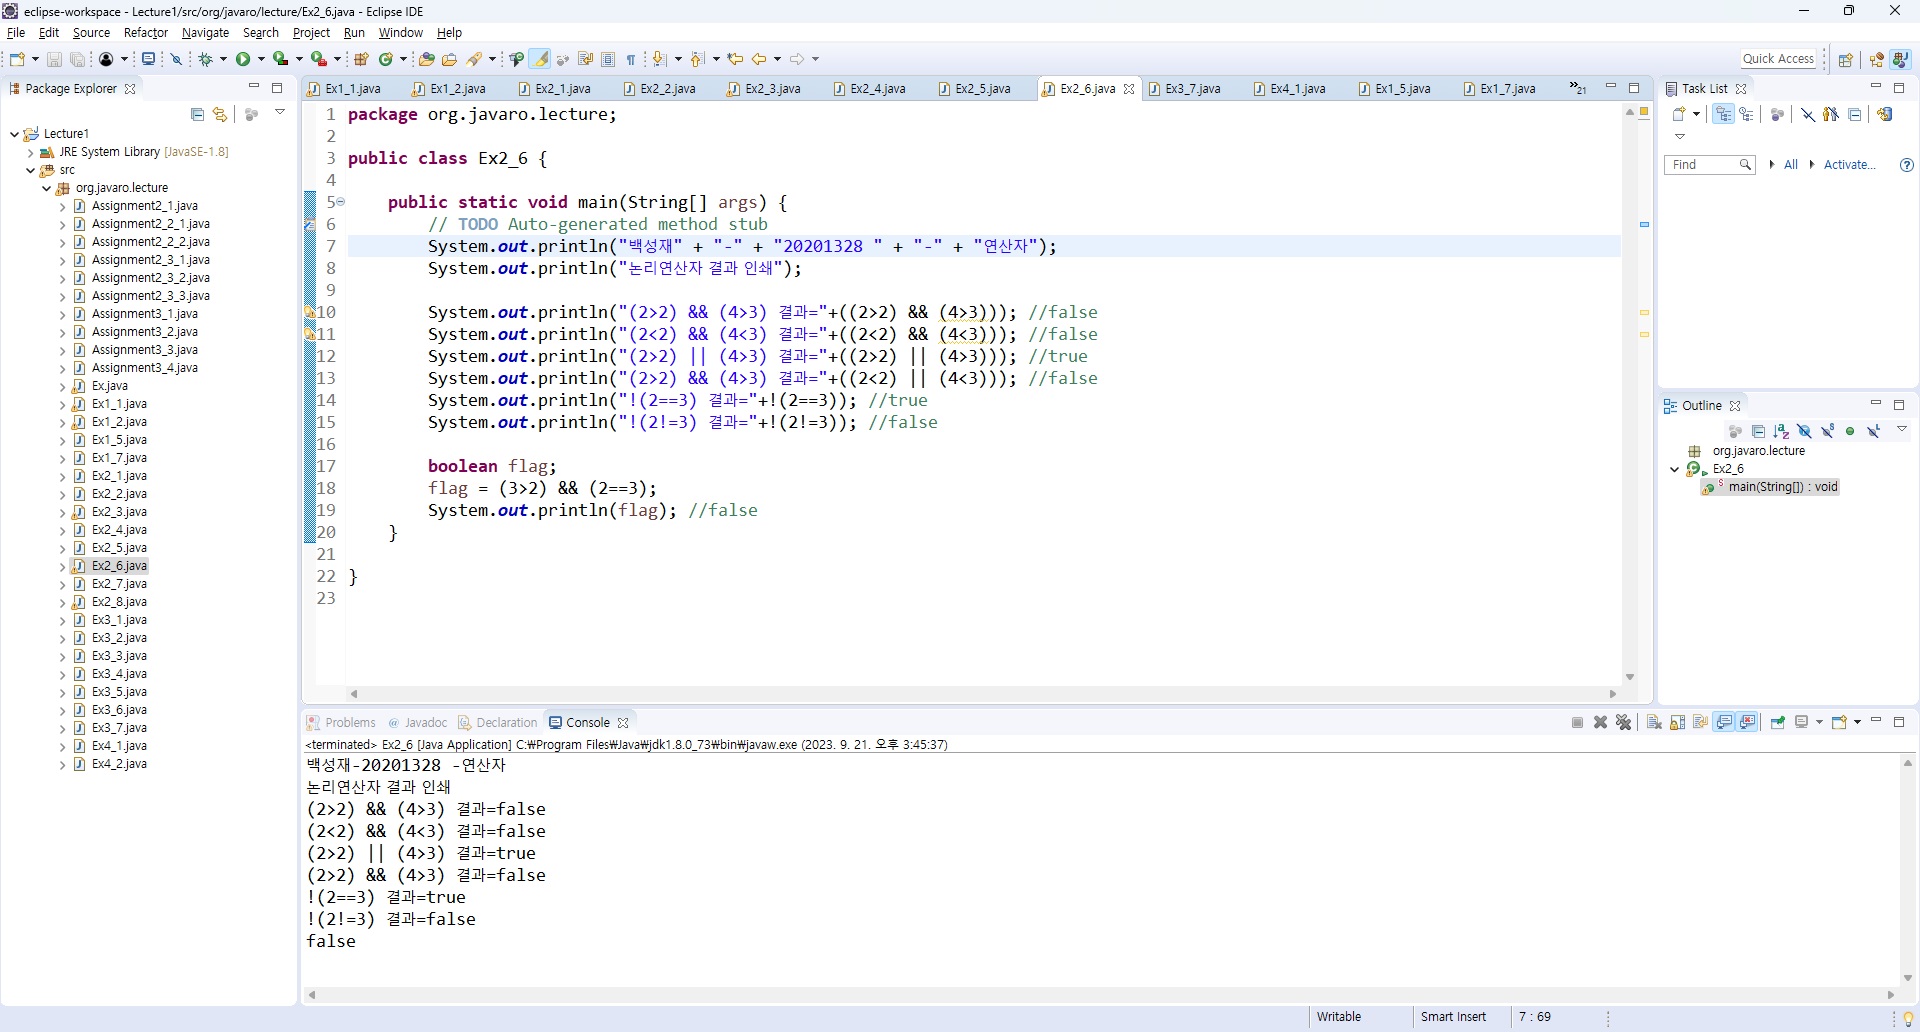 eclipse-workspace - Lecture1/src/org/javaro/lecture/Ex2_6.java - Eclipse IDE
File Edit Source Refactor Navigate Search Project Run Window Help
Quick Access
Package Explorer
Lecture1
JRE System Library [JavaSE-1.8]
src
org.javaro.lecture
Assignment2_1.java
Assignment2_2_1.java
Assignment2_2_2.java
Assignment2_3_1.java
Assignment2_3_2.java
Assignment2_3_3.java
Assignment3_1.java
Assignment3_2.java
Assignment3_3.java
Assignment3_4.java
Ex.java
Ex1_1.java
Ex1_2.java
Ex1_5.java
Ex1_7.java
Ex2_1.java
Ex2_2.java
Ex2_3.java
Ex2_4.java
Ex2_5.java
Ex2_6.java
Ex2_7.java
Ex2_8.java
Ex3_1.java
Ex3_2.java
Ex3_3.java
Ex3_4.java
Ex3_5.java
Ex3_6.java
Ex3_7.java
Ex4_1.java
Ex4_2.java
Ex1_1.java Ex1_2.java Ex2_1.java Ex2_2.java Ex2_3.java Ex2_4.java Ex2_5.java Ex2_6.java Ex3_7.java Ex4_1.java Ex1_5.java Ex1_7.java »21
1 package org.javaro.lecture;
2
3 public class Ex2_6 {
4
5 public static void main(String[] args) {
6 // TODO Auto-generated method stub
7 System.out.println("백성재" + "-" + "20201328 " + "-" + "연산자");
8 System.out.println("논리연산자 결과 인쇄");
9
10 System.out.println("(2>2) && (4>3) 결과="+((2>2) && (4>3))); //false
11 System.out.println("(2<2) && (4<3) 결과="+((2<2) && (4<3))); //false
12 System.out.println("(2>2) || (4>3) 결과="+((2>2) || (4>3))); //true
13 System.out.println("(2>2) && (4>3) 결과="+((2<2) || (4<3))); //false
14 System.out.println("!(2==3) 결과="+!(2==3)); //true
15 System.out.println("!(2!=3) 결과="+!(2!=3)); //false
16
17 boolean flag;
18 flag = (3>2) && (2==3);
19 System.out.println(flag); //false
20 }
21
22 }
23
Task List
Find All Activate...
Outline
org.javaro.lecture
Ex2_6
main(String[]) : void
Problems Javadoc Declaration Console
<terminated> Ex2_6 [Java Application] C:₩Program Files₩Java₩jdk1.8.0_73₩bin₩javaw.exe (2023. 9. 21. 오후 3:45:37)
백성재-20201328 -연산자
논리연산자 결과 인쇄
(2>2) && (4>3) 결과=false
(2<2) && (4<3) 결과=false
(2>2) || (4>3) 결과=true
(2>2) && (4>3) 결과=false
!(2==3) 결과=true
!(2!=3) 결과=false
false
Writable Smart Insert 7 : 69